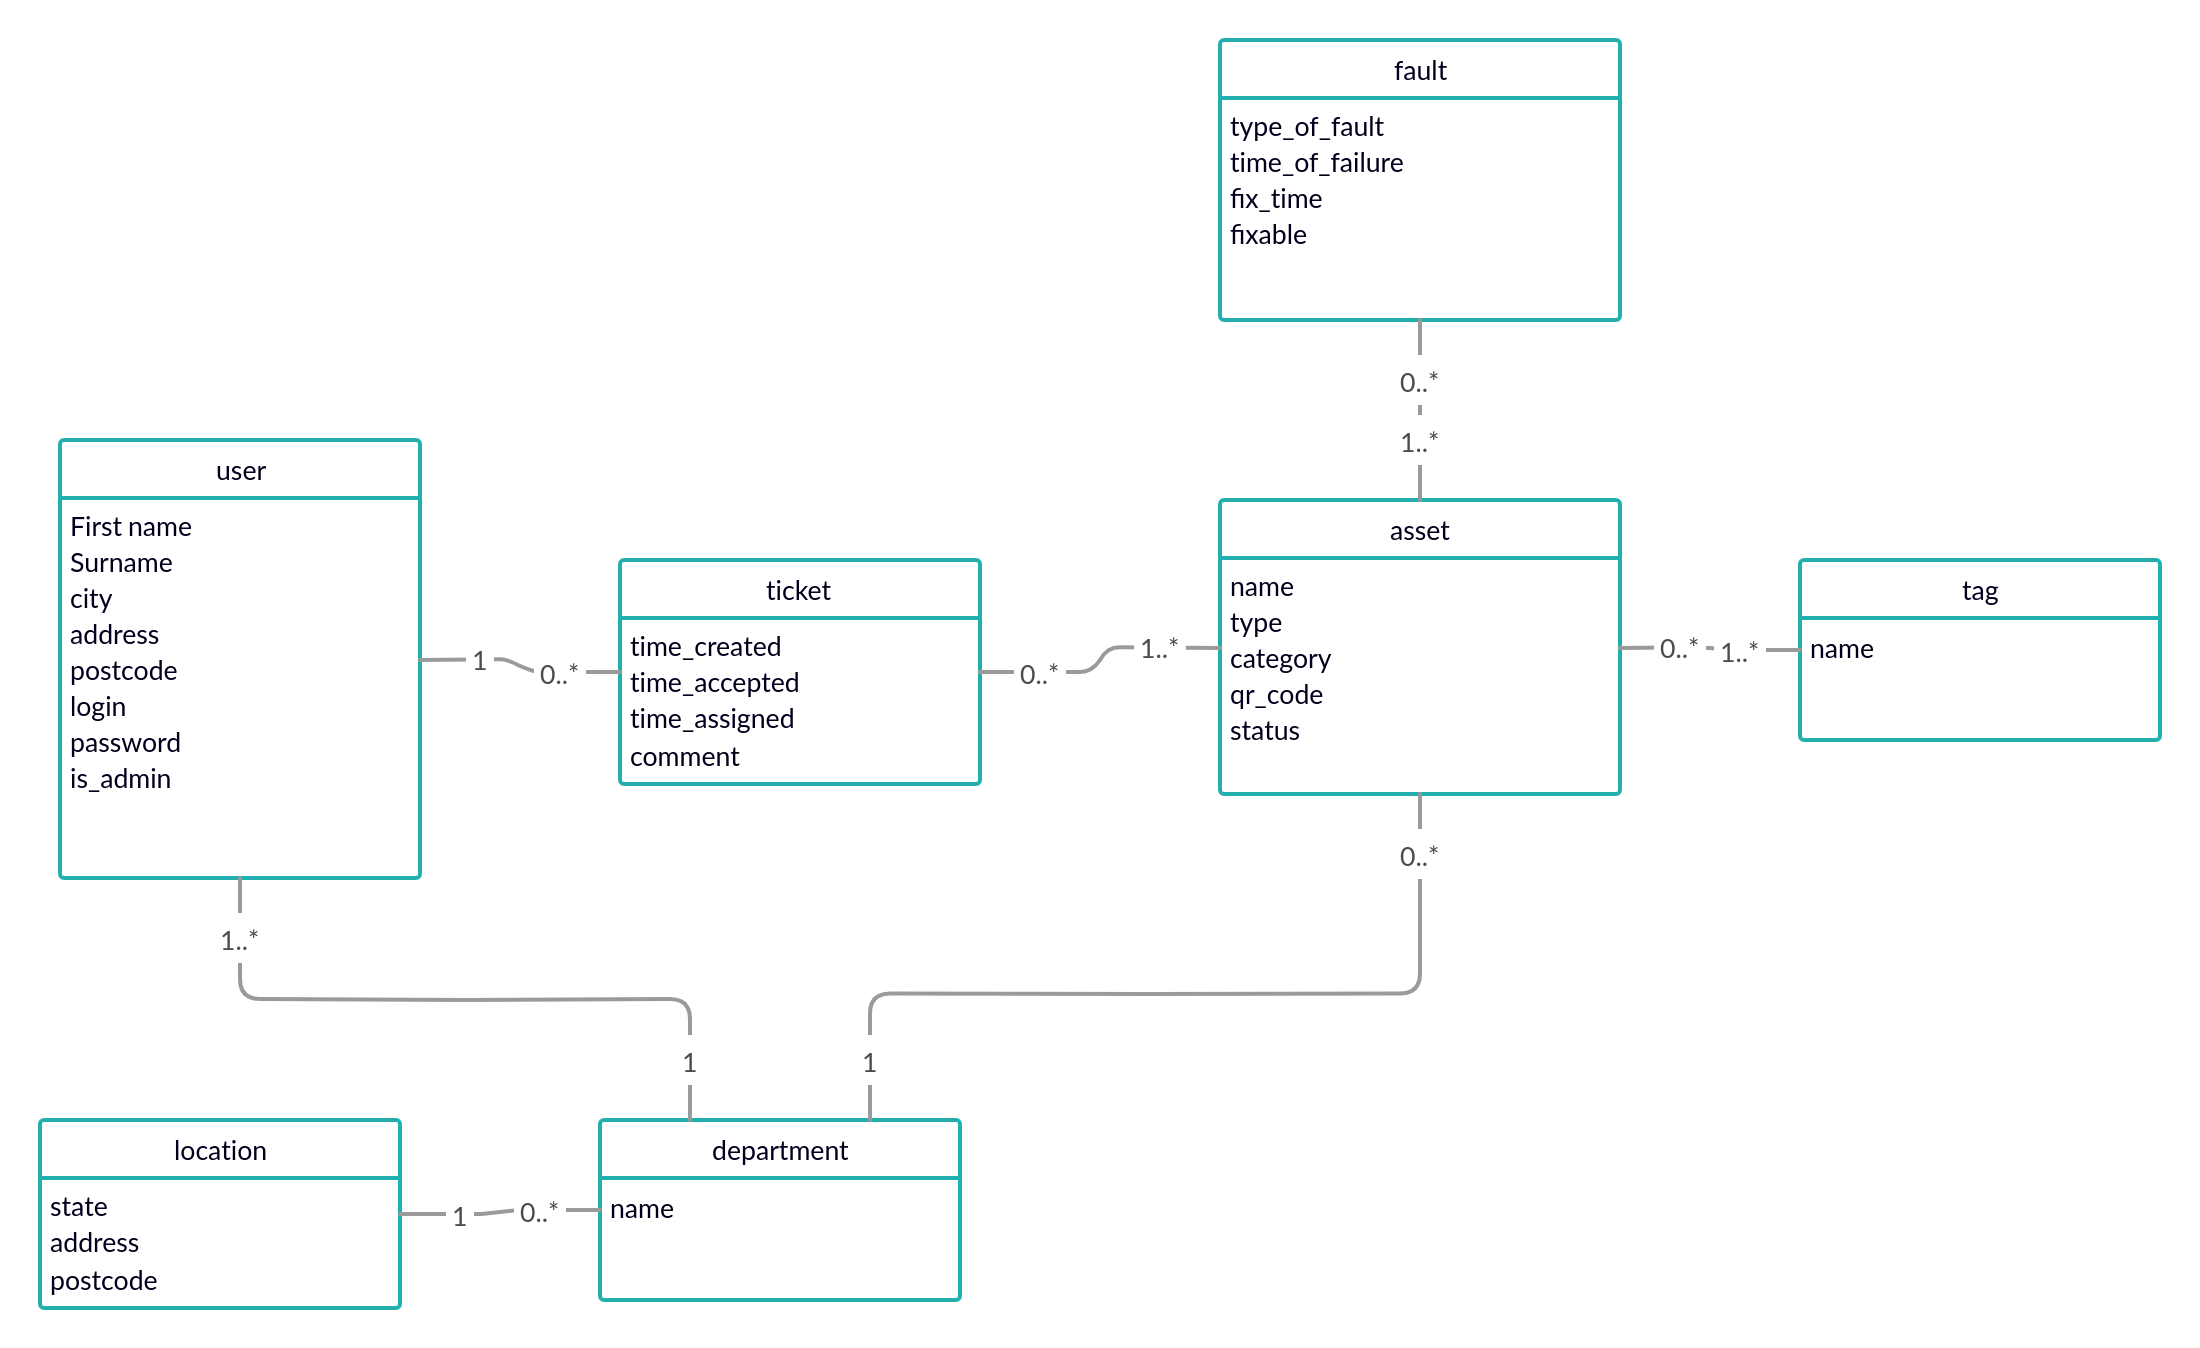 fault
type_of_fault
time_of_failure
fix_time
fixable
0..*
1..*
user
First name
Surname
city
address
postcode
login
password
is_admin
1
0..*
ticket
time_created
time_accepted
time_assigned
comment
0..*
1..*
asset
name
type
category
qr_code
status
0..*
1..*
tag
name
0..*
1..*
1
1
location
state
address
postcode
1
0..*
department
name